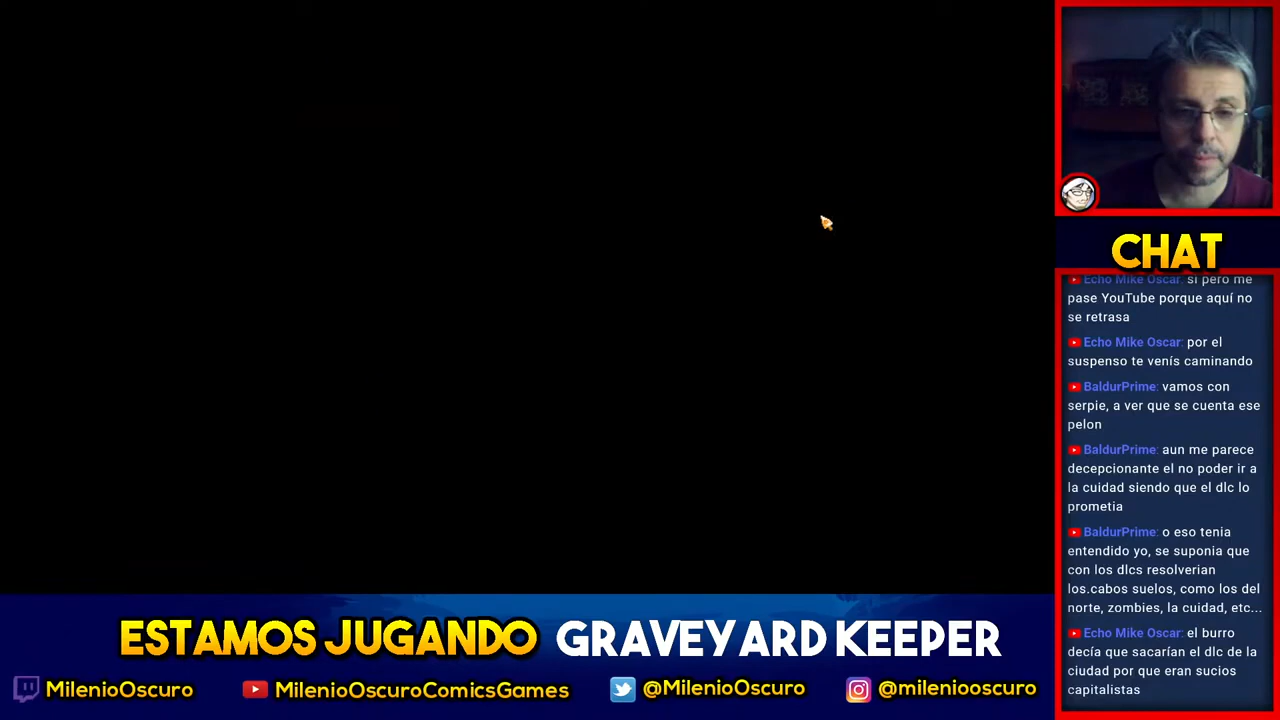 CHAT
Echo Mike Oscar: si pero me
pase YouTube porque aquí no
se retrasa
Echo Mike Oscar: por el
suspenso te venís caminando
BaldurPrime: vamos con
serpie, a ver que se cuenta ese
pelon
BaldurPrime: aun me parece
decepcionante el no poder ir a
la cuidad siendo que el dlc lo
prometia
BaldurPrime: o eso tenia
entendido yo, se suponia que
con los dlcs resolverian
los.cabos suelos, como los del
norte, zombies, la cuidad, etc...
Echo Mike Oscar: el burro
decía que sacarían el dlc de la
ciudad por que eran sucios
capitalistas
ESTAMOS JUGANDO GRAVEYARD KEEPER
MilenioOscuro MilenioOscuroComicsGames @MilenioOscuro @mileniooscuro